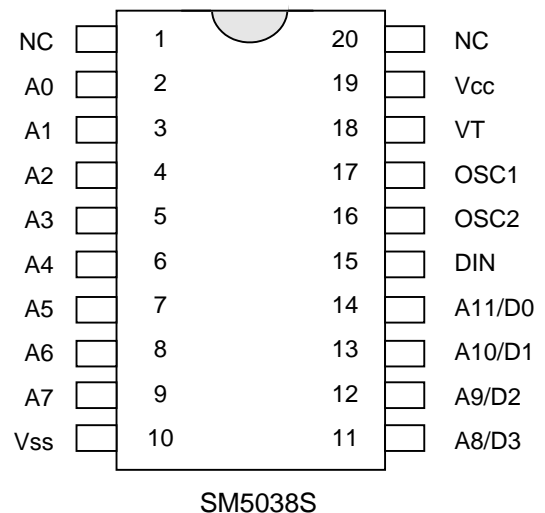 NC 1 20 NC
A0 2 19 Vcc
A1 3 18 VT
A2 4 17 OSC1
A3 5 16 OSC2
A4 6 15 DIN
A5 7 14 A11/D0
A6 8 13 A10/D1
A7 9 12 A9/D2
Vss 10 11 A8/D3
SM5038S